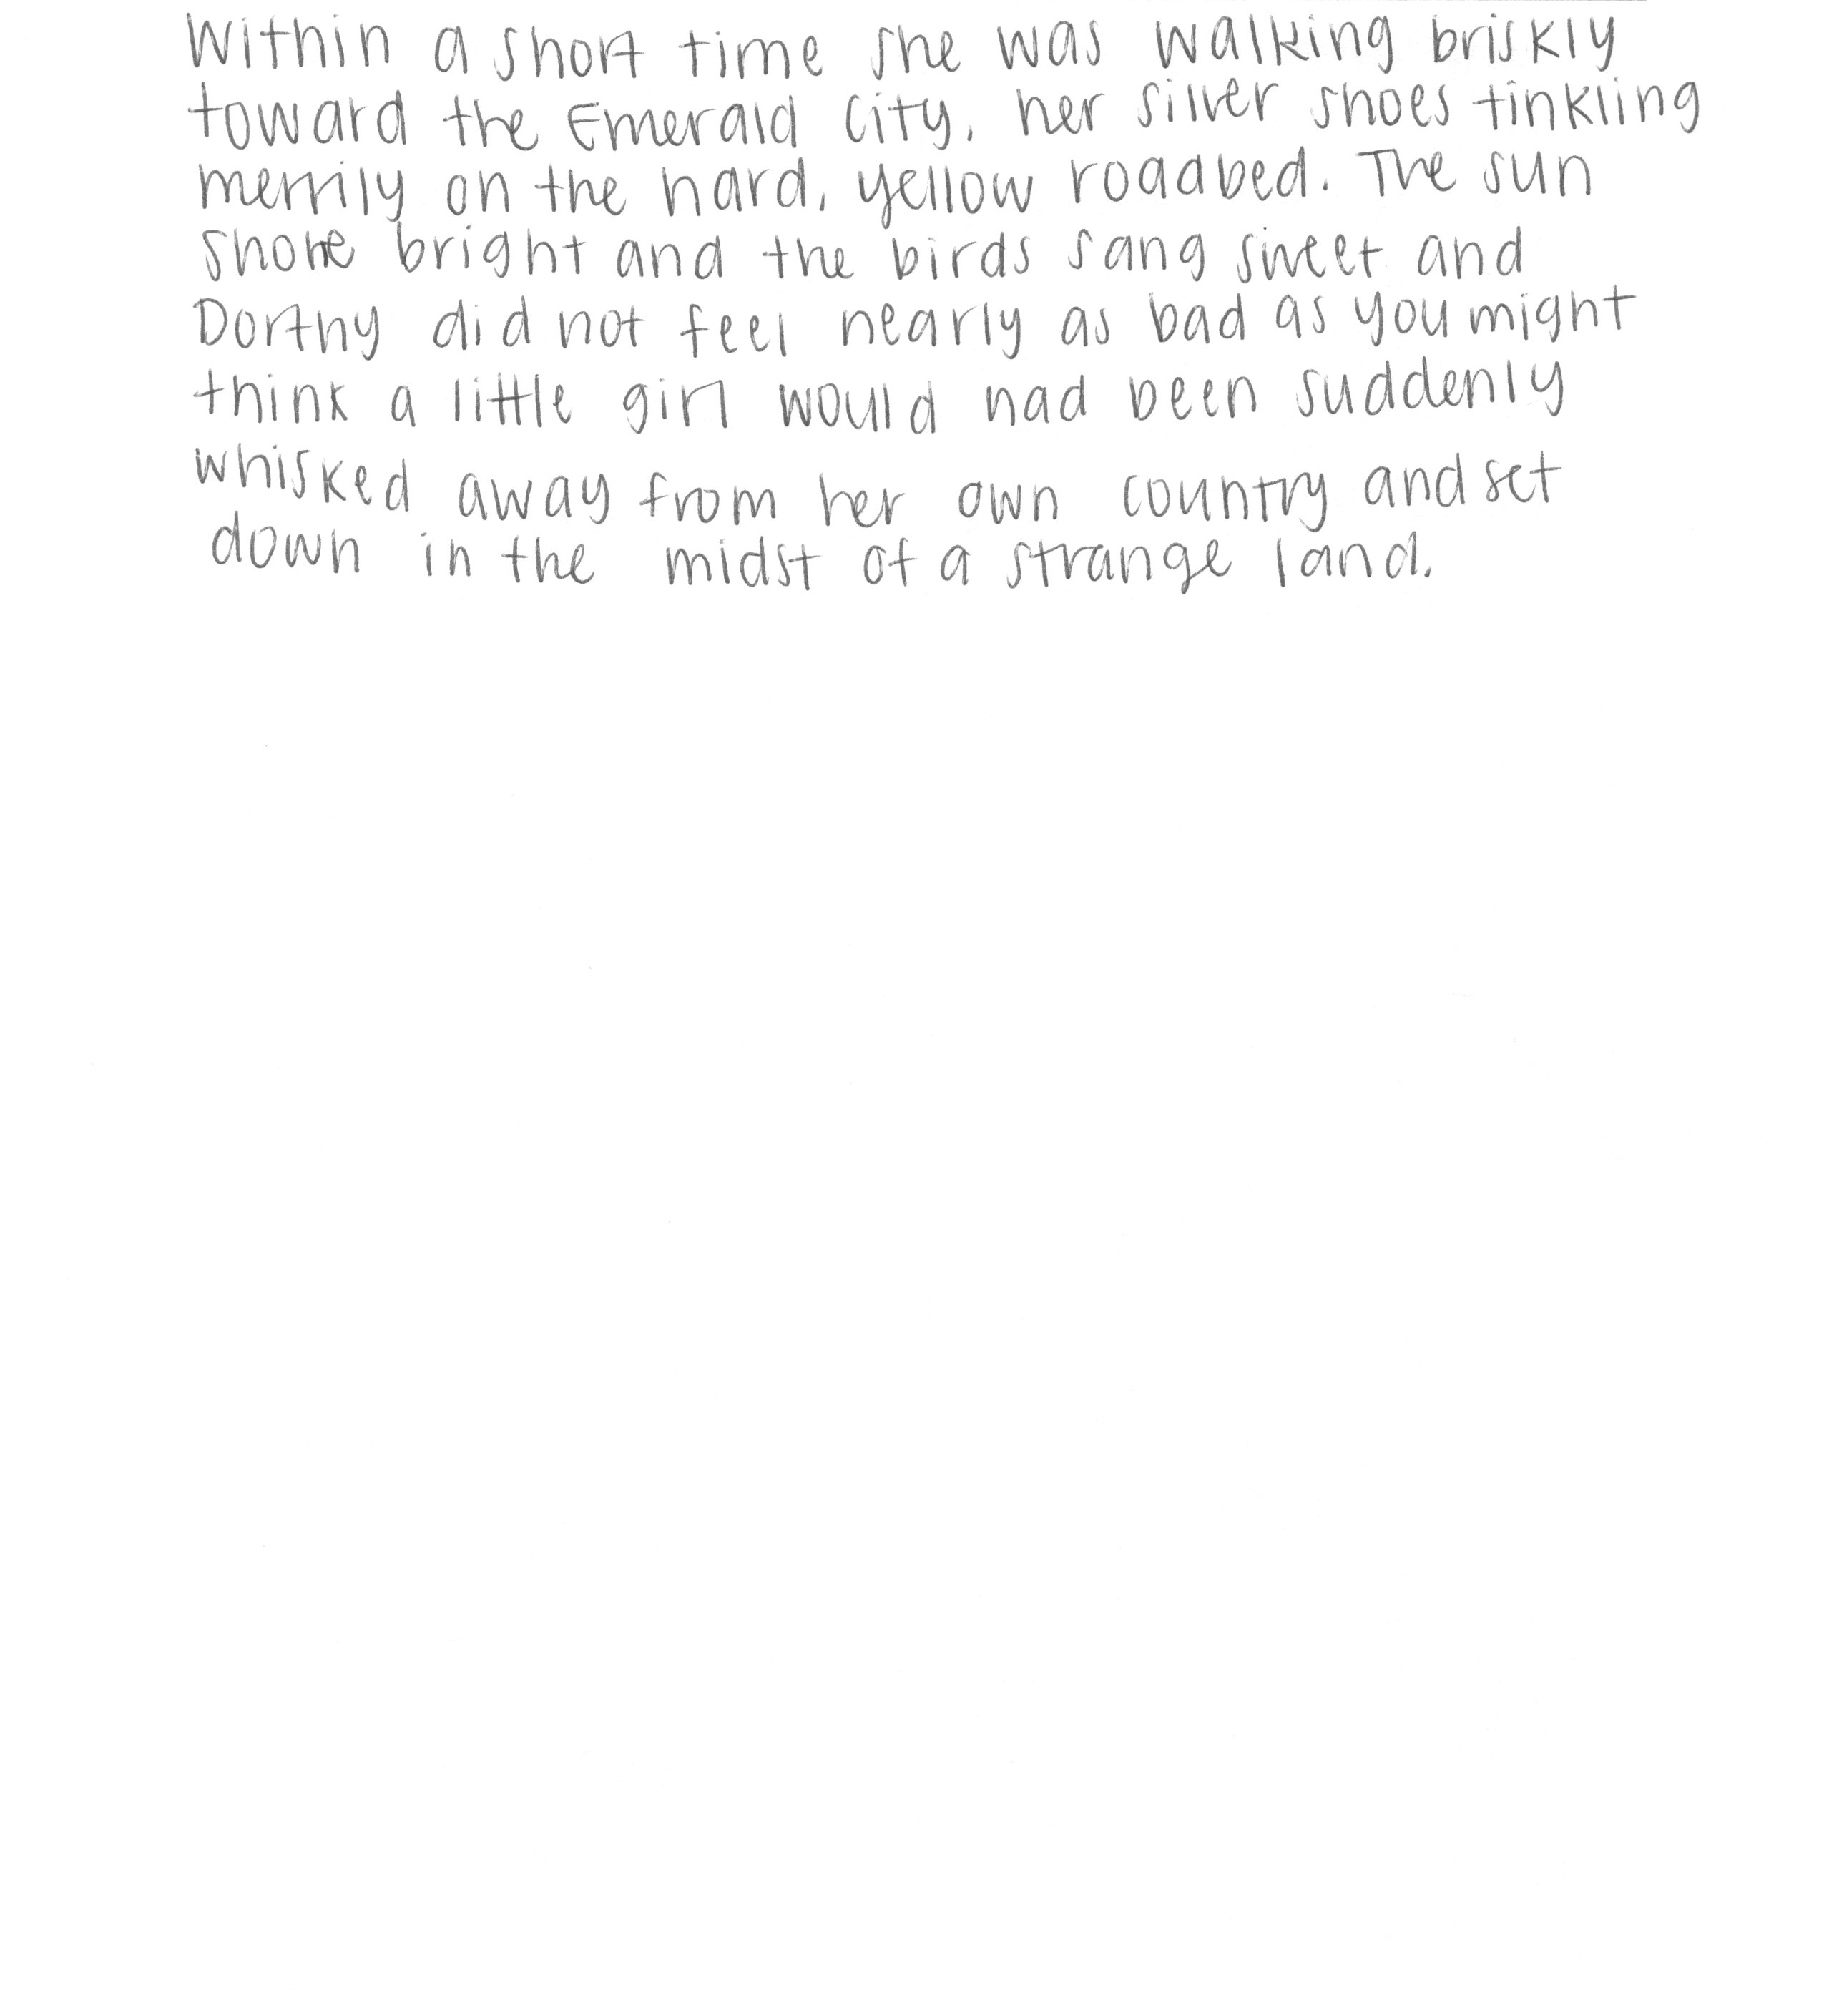 Within a short time she was walking briskly
toward the Emerald City, her silver shoes tinkling
merrily on the hard, yellow roadbed. The sun
shone bright and the birds sang sweet and
Dorthy did not feel nearly as bad as you might
think a little girl would had been suddenly
whisked away from her own country and set
down in the midst of a strange land.